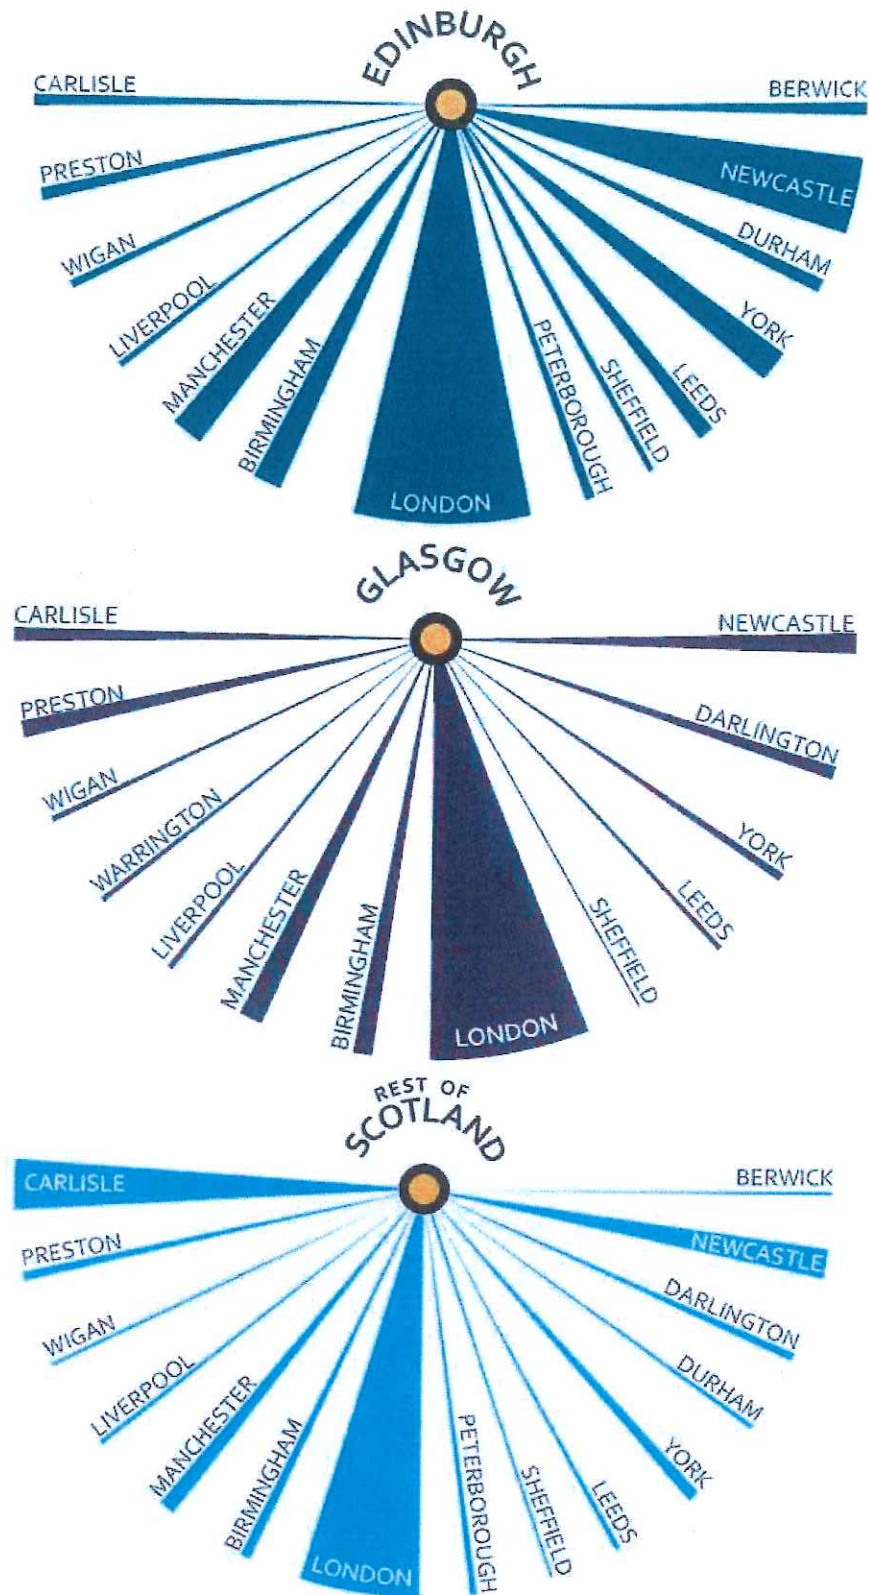 EDINBURGH
CARLISLE
BERWICK
PRESTON
NEWCASTLE
WIGAN
DURHAM
LIVERPOOL
YORK
MANCHESTER
LEEDS
BIRMINGHAM
SHEFFIELD
PETERBOROUGH
LONDON
GLASGOW
CARLISLE
NEWCASTLE
PRESTON
DARLINGTON
WIGAN
YORK
WARRINGTON
LEEDS
LIVERPOOL
SHEFFIELD
MANCHESTER
BIRMINGHAM
LONDON
REST OF
SCOTLAND
CARLISLE
BERWICK
PRESTON
NEWCASTLE
WIGAN
DARLINGTON
LIVERPOOL
DURHAM
MANCHESTER
YORK
BIRMINGHAM
LEEDS
PETERBOROUGH
SHEFFIELD
LONDON